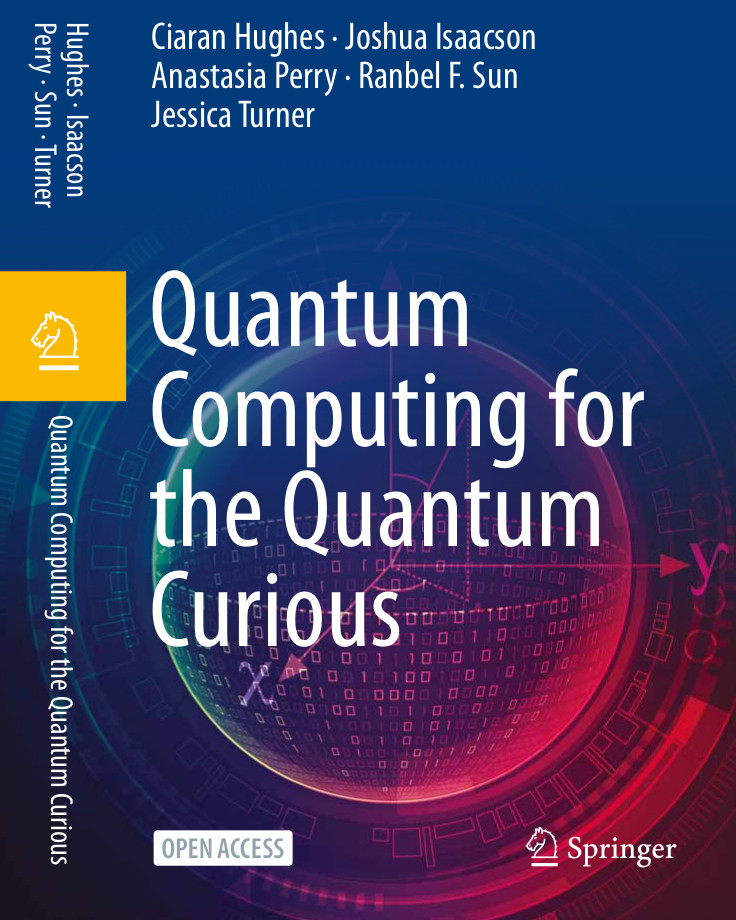 Hughes · Isaacson
Perry · Sun · Turner
Quantum Computing for the Quantum Curious
Ciaran Hughes · Joshua Isaacson
Anastasia Perry · Ranbel F. Sun
Jessica Turner
z
Quantum
Computing for
the Quantum
Curious
y
x
OPEN ACCESS
Springer